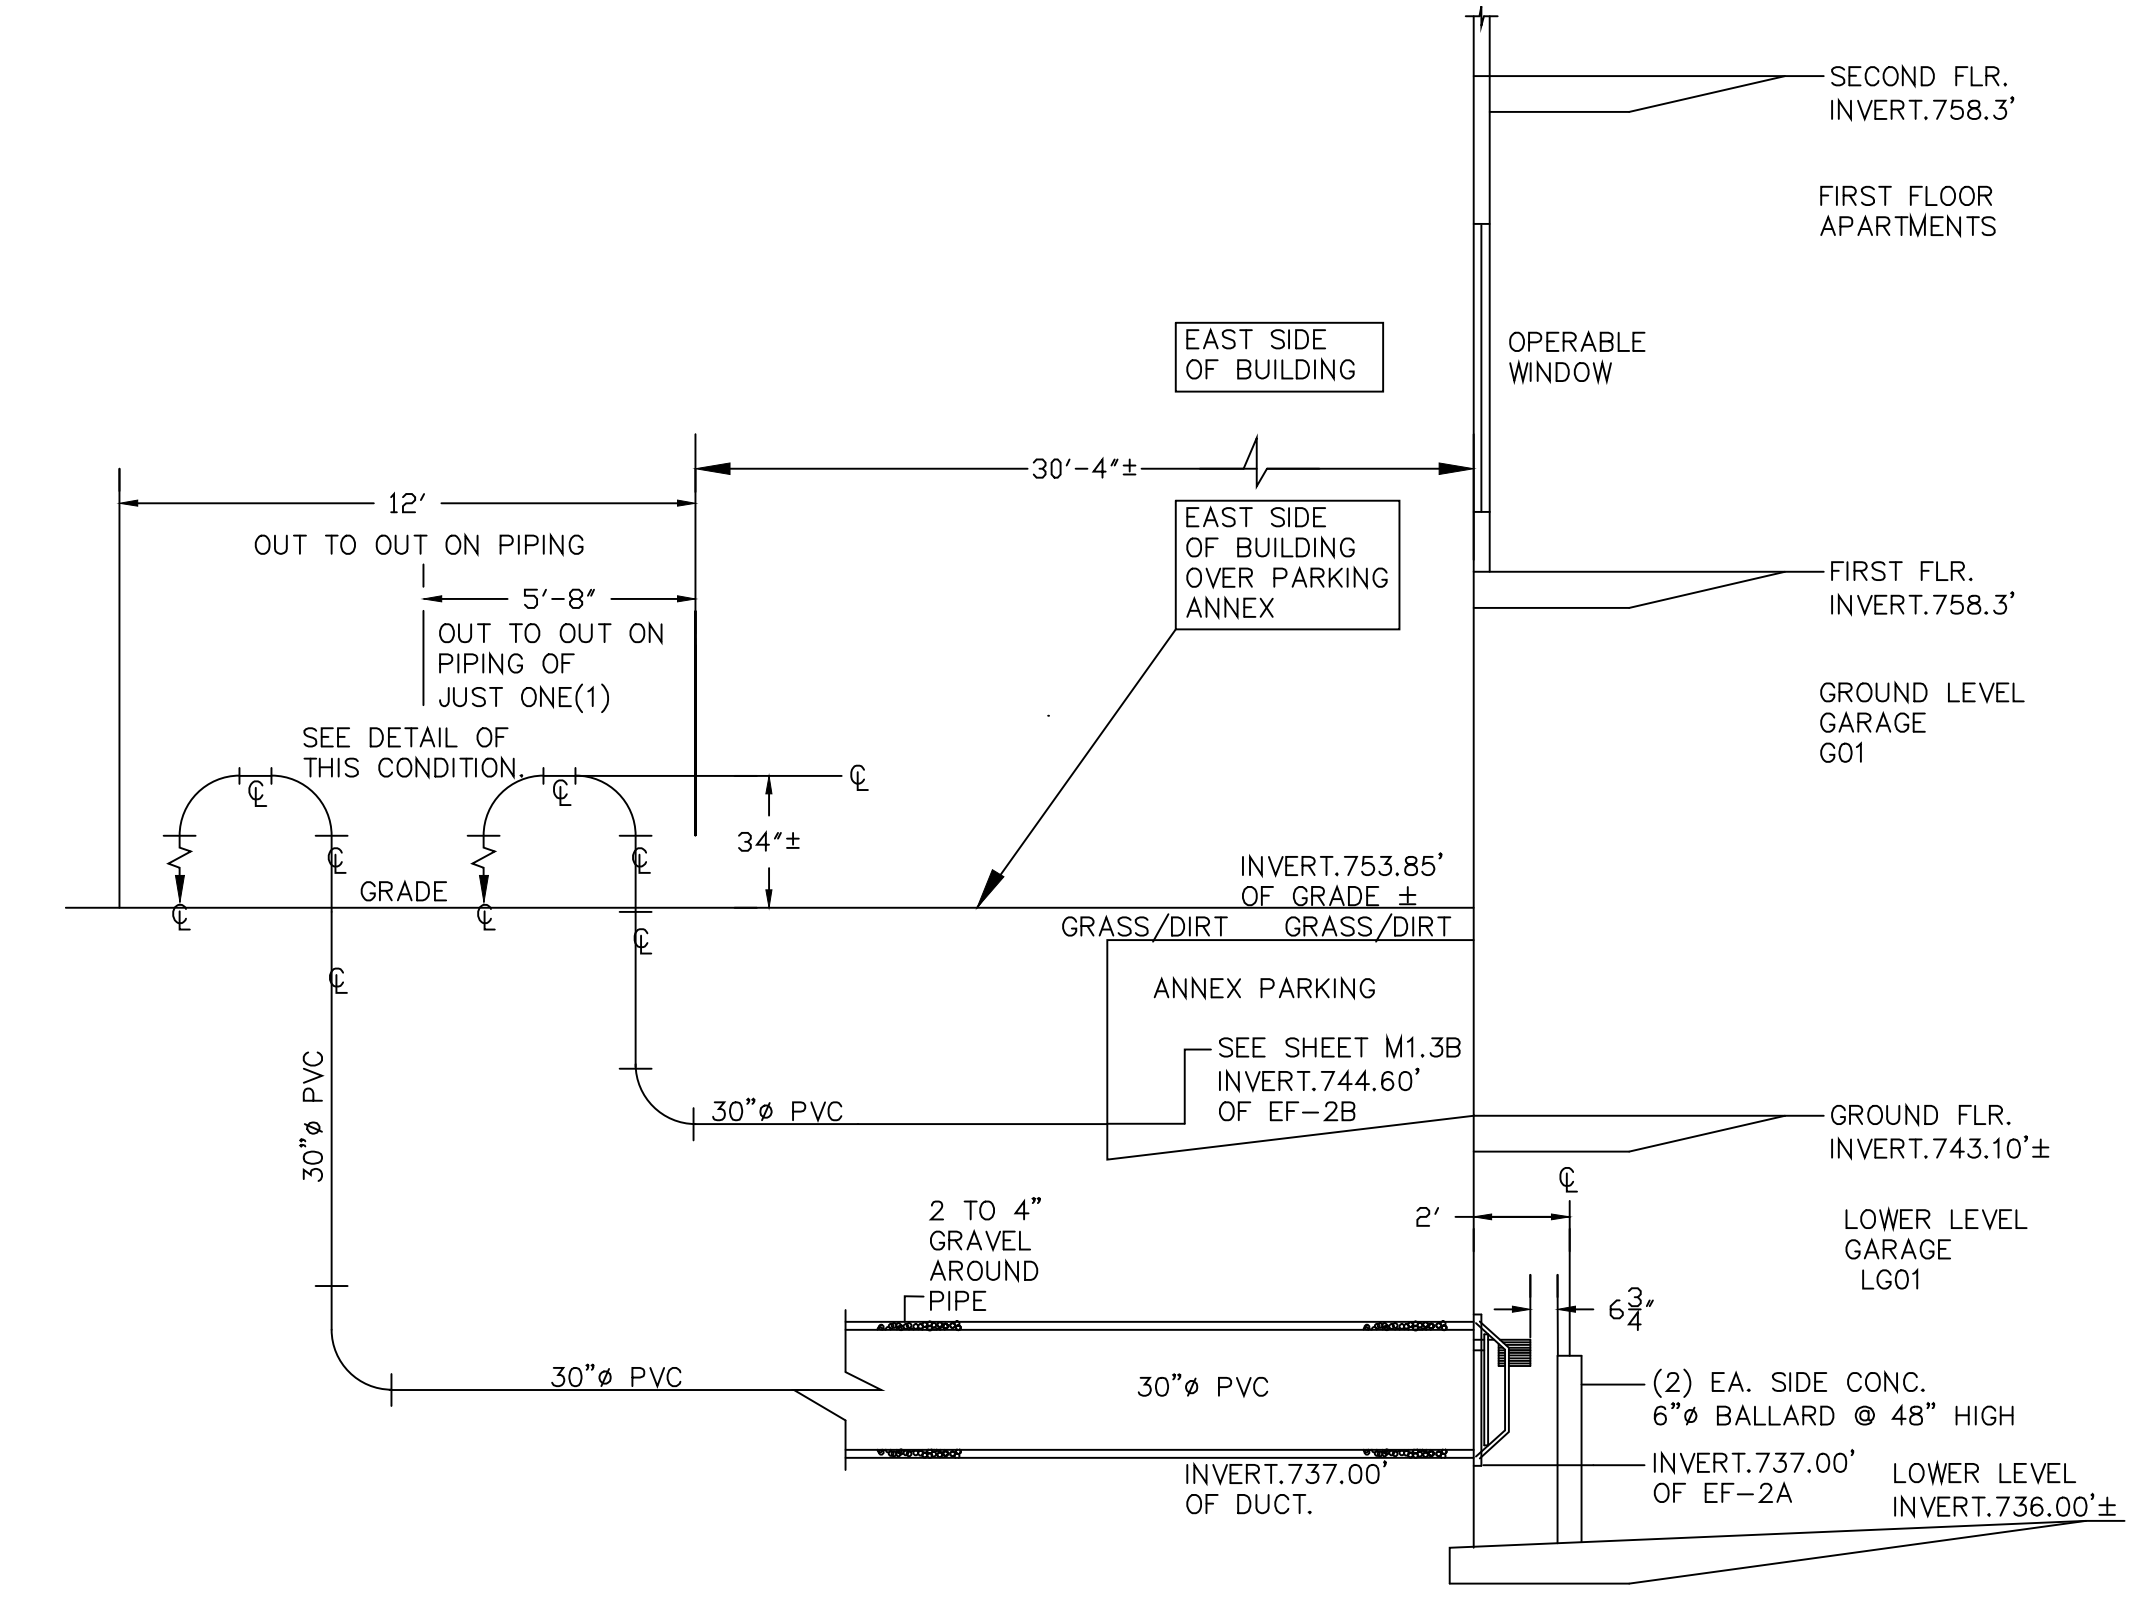 SECOND FLR.
INVERT.758.3'
FIRST FLOOR
APARTMENTS
EAST SIDE
OF BUILDING
OPERABLE
WINDOW
30'-4"±
12'
OUT TO OUT ON PIPING
EAST SIDE
OF BUILDING
OVER PARKING
ANNEX
5'-8"
OUT TO OUT ON
PIPING OF
JUST ONE(1)
FIRST FLR.
INVERT.758.3'
GROUND LEVEL
GARAGE
G01
SEE DETAIL OF
THIS CONDITION.
℄
℄
℄
34"±
℄
℄
INVERT.753.85'
OF GRADE ±
GRADE
℄
℄
GRASS/DIRT
GRASS/DIRT
℄
℄
ANNEX PARKING
SEE SHEET M1.3B
INVERT.744.60'
OF EF-2B
30"ø PVC
30"ø PVC
GROUND FLR.
INVERT.743.10'±
℄
2'
2 TO 4"
GRAVEL
AROUND
PIPE
LOWER LEVEL
GARAGE
LG01
6 3/4"
30"ø PVC
30"ø PVC
(2) EA. SIDE CONC.
6"ø BALLARD @ 48" HIGH
INVERT.737.00'
OF DUCT.
INVERT.737.00'
OF EF-2A
LOWER LEVEL
INVERT.736.00'±